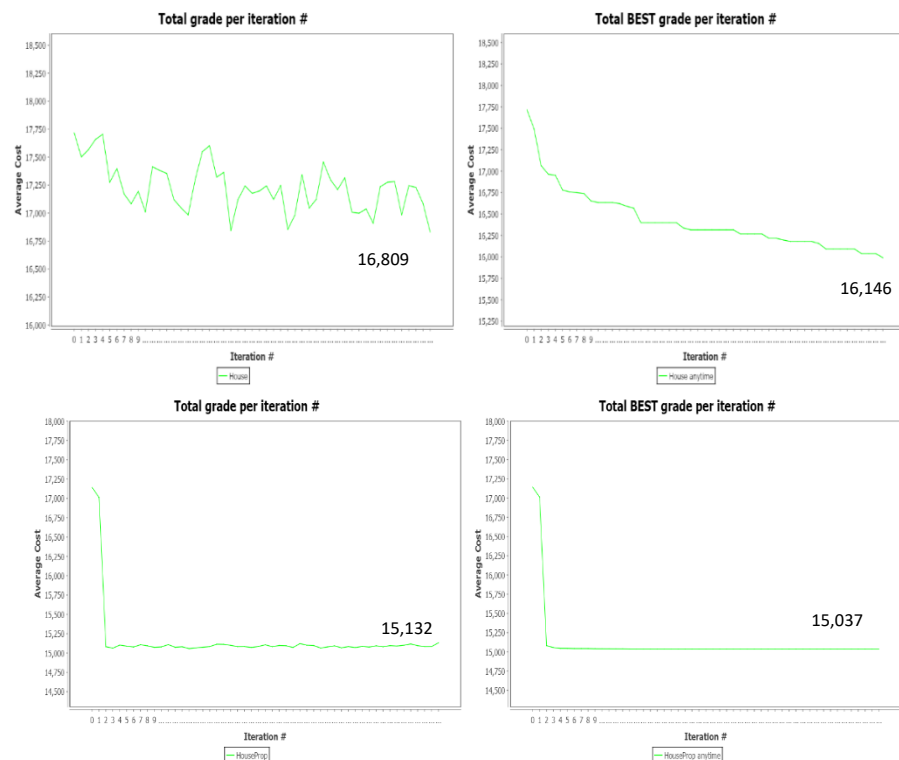 Total grade per iteration #
18,500
18,250
18,000
17,750
17,500
17,250
17,000
16,750
16,500
16,250
16,000
Average Cost
16,809
0 1 2 3 4 5 6 7 8 9
Iteration #
House
Total BEST grade per iteration #
18,500
18,250
18,000
17,750
17,500
17,250
17,000
16,750
16,500
16,250
16,000
15,750
15,500
15,250
Average Cost
16,146
0 1 2 3 4 5 6 7 8 9
Iteration #
House anytime
Total grade per iteration #
18,000
17,750
17,500
17,250
17,000
16,750
16,500
16,250
16,000
15,750
15,500
15,250
15,000
14,750
14,500
Average Cost
15,132
0 1 2 3 4 5 6 7 8 9
Iteration #
HouseProp
Total BEST grade per iteration #
18,000
17,750
17,500
17,250
17,000
16,750
16,500
16,250
16,000
15,750
15,500
15,250
15,000
14,750
14,500
Average Cost
15,037
0 1 2 3 4 5 6 7 8 9
Iteration #
HouseProp anytime